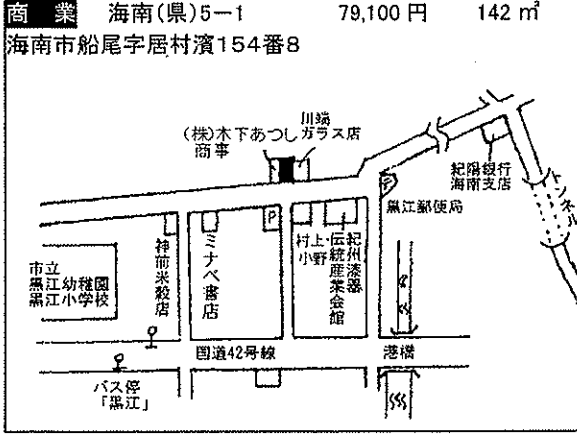 商業 海南(県)5−1 79,100円 142㎡
海南市船尾字居村濱154番8
(株)木下あつし
商事
川端
ガラス店
紀陽銀行
海南支店
トンネル
〒
黒江郵便局
P
神前米穀店
ミナベ書店
村上・
小野
紀州漆器
伝統産業会館
市立
黒江幼稚園
黒江小学校
国道42号線
港橋
バス停
「黒江」